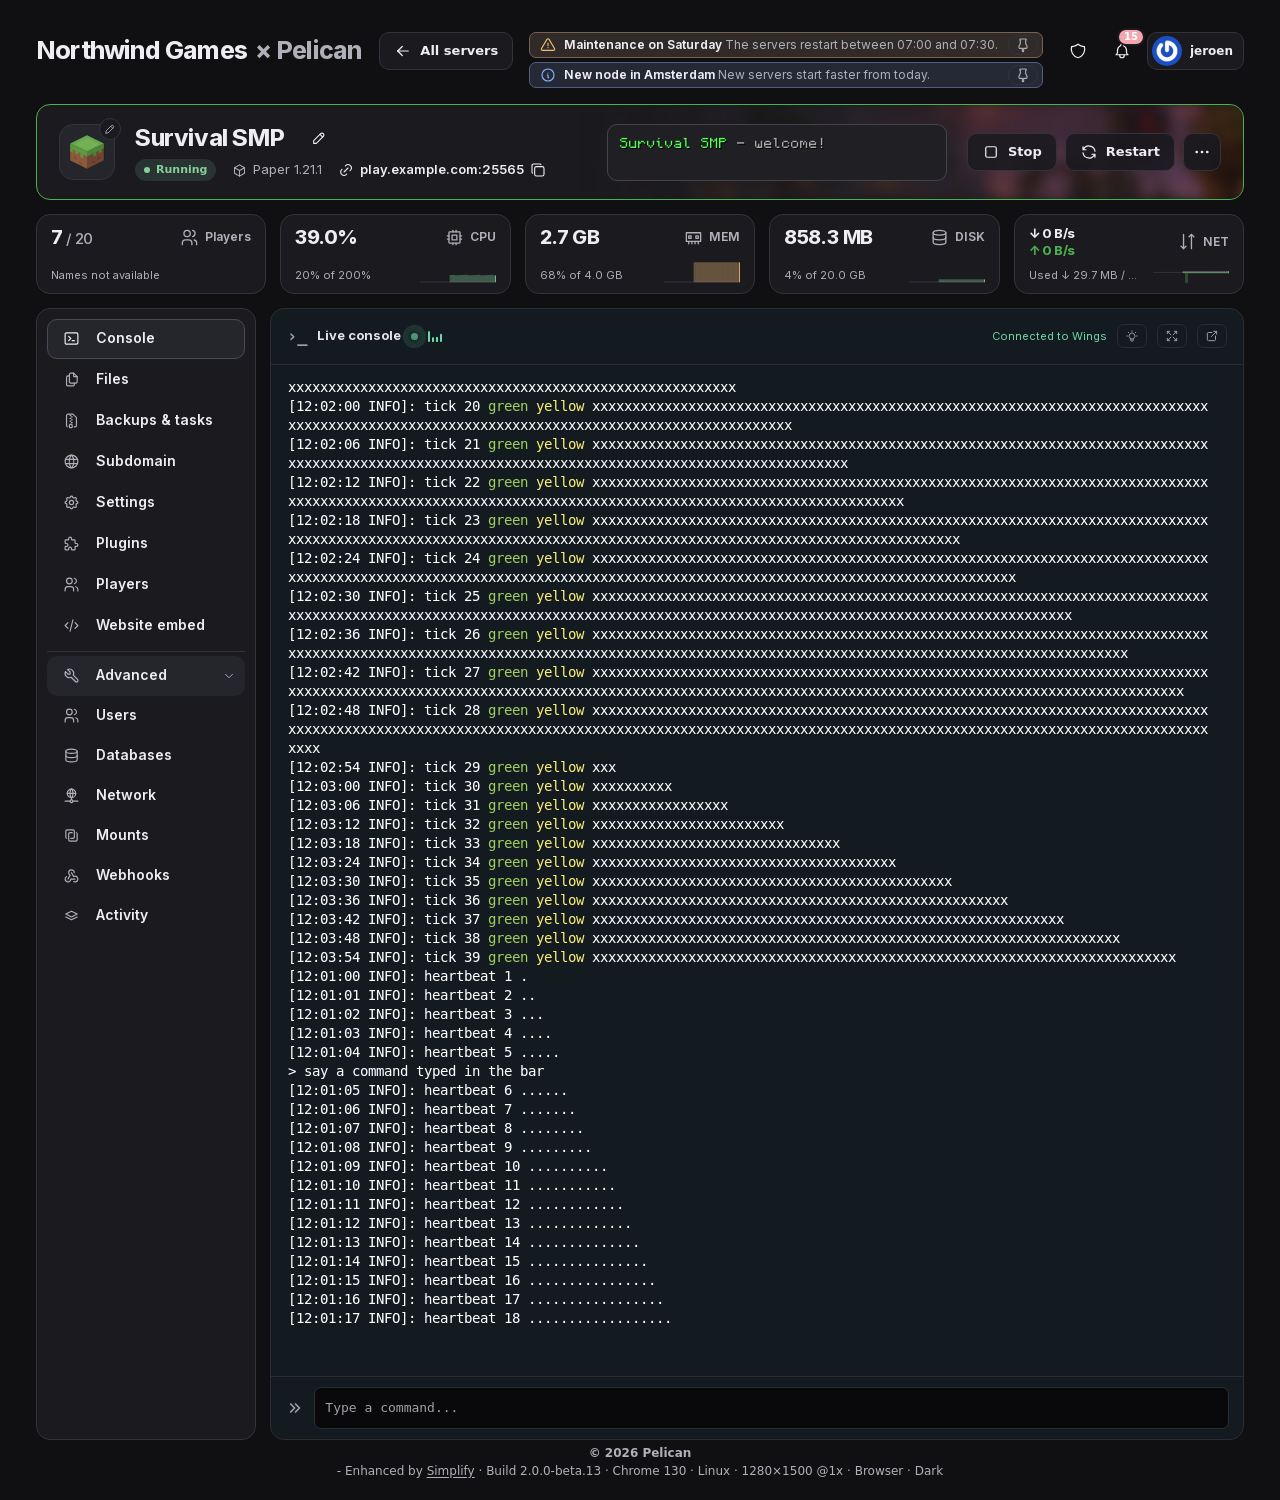 Northwind Games × Pelican
All servers
Maintenance on Saturday The servers restart between 07:00 and 07:30.
New node in Amsterdam New servers start faster from today.
15
jeroen
Survival SMP
Running
Paper 1.21.1
play.example.com:25565
Survival SMP - welcome!
Stop
Restart
7 / 20
Players
Names not available
39.0%
CPU
20% of 200%
2.7 GB
MEM
68% of 4.0 GB
858.3 MB
DISK
4% of 20.0 GB
↓ 0 B/s
↑ 0 B/s
NET
Used ↓ 29.7 MB / ...
Console
Files
Backups & tasks
Subdomain
Settings
Plugins
Players
Website embed
Advanced
Users
Databases
Network
Mounts
Webhooks
Activity
Live console
Connected to Wings
[12:02:00 INFO]: tick 20 green yellow
[12:02:06 INFO]: tick 21 green yellow
[12:02:12 INFO]: tick 22 green yellow
[12:02:18 INFO]: tick 23 green yellow
[12:02:24 INFO]: tick 24 green yellow
[12:02:30 INFO]: tick 25 green yellow
[12:02:36 INFO]: tick 26 green yellow
[12:02:42 INFO]: tick 27 green yellow
[12:02:48 INFO]: tick 28 green yellow
xxxx
[12:02:54 INFO]: tick 29 green yellow xxx
[12:03:00 INFO]: tick 30 green yellow xxxxxxxxxx
[12:03:06 INFO]: tick 31 green yellow xxxxxxxxxxxxxxxxx
[12:03:12 INFO]: tick 32 green yellow xxxxxxxxxxxxxxxxxxxxxxxx
[12:03:18 INFO]: tick 33 green yellow xxxxxxxxxxxxxxxxxxxxxxxxxxxxxxx
[12:03:24 INFO]: tick 34 green yellow
[12:03:30 INFO]: tick 35 green yellow
[12:03:36 INFO]: tick 36 green yellow
[12:03:42 INFO]: tick 37 green yellow
[12:03:48 INFO]: tick 38 green yellow
[12:03:54 INFO]: tick 39 green yellow
[12:01:00 INFO]: heartbeat 1 .
[12:01:01 INFO]: heartbeat 2 ..
[12:01:02 INFO]: heartbeat 3 ...
[12:01:03 INFO]: heartbeat 4 ....
[12:01:04 INFO]: heartbeat 5 .....
> say a command typed in the bar
[12:01:05 INFO]: heartbeat 6 ......
[12:01:06 INFO]: heartbeat 7 .......
[12:01:07 INFO]: heartbeat 8 ........
[12:01:08 INFO]: heartbeat 9 .........
[12:01:09 INFO]: heartbeat 10 ..........
[12:01:10 INFO]: heartbeat 11 ...........
[12:01:11 INFO]: heartbeat 12 ............
[12:01:12 INFO]: heartbeat 13 .............
[12:01:13 INFO]: heartbeat 14 ..............
[12:01:14 INFO]: heartbeat 15 ...............
[12:01:15 INFO]: heartbeat 16 ................
[12:01:16 INFO]: heartbeat 17 .................
[12:01:17 INFO]: heartbeat 18 ..................
Type a command...
© 2026 Pelican
- Enhanced by Simplify · Build 2.0.0-beta.13 · Chrome 130 · Linux · 1280×1500 @1x · Browser · Dark